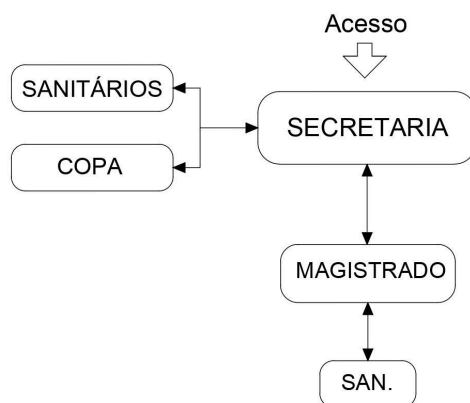 Acesso
SANITÁRIOS
SECRETARIA
COPA
MAGISTRADO
SAN.